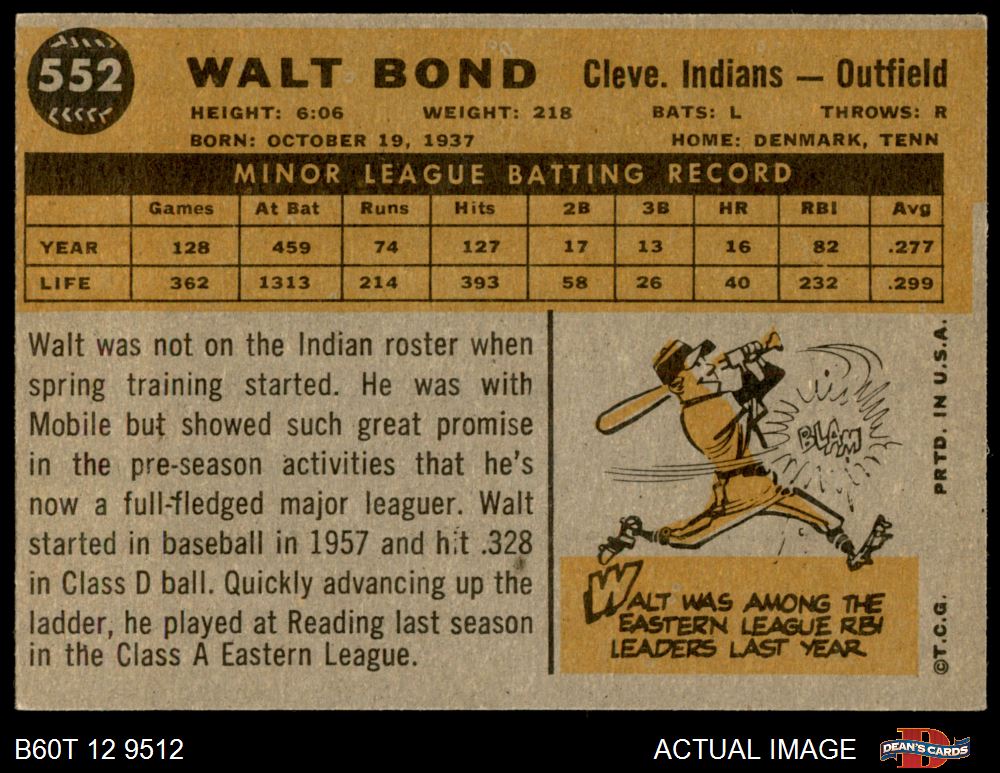 552
WALT BOND Cleve. Indians — Outfield
HEIGHT: 6:06 WEIGHT: 218 BATS: L THROWS: R
BORN: OCTOBER 19, 1937 HOME: DENMARK, TENN
MINOR LEAGUE BATTING RECORD
Games At Bat Runs Hits 2B 3B HR RBI Avg
YEAR 128 459 74 127 17 13 16 82 .277
LIFE 362 1313 214 393 58 26 40 232 .299
Walt was not on the Indian roster when
spring training started. He was with
Mobile but showed such great promise
in the pre-season activities that he's
now a full-fledged major leaguer. Walt
started in baseball in 1957 and hit .328
in Class D ball. Quickly advancing up the
ladder, he played at Reading last season
in the Class A Eastern League.
BLAM
WALT WAS AMONG THE
EASTERN LEAGUE RBI
LEADERS LAST YEAR
©T.C.G. PRTD. IN U.S.A.
B60T 12 9512 ACTUAL IMAGE
DEAN'S CARDS